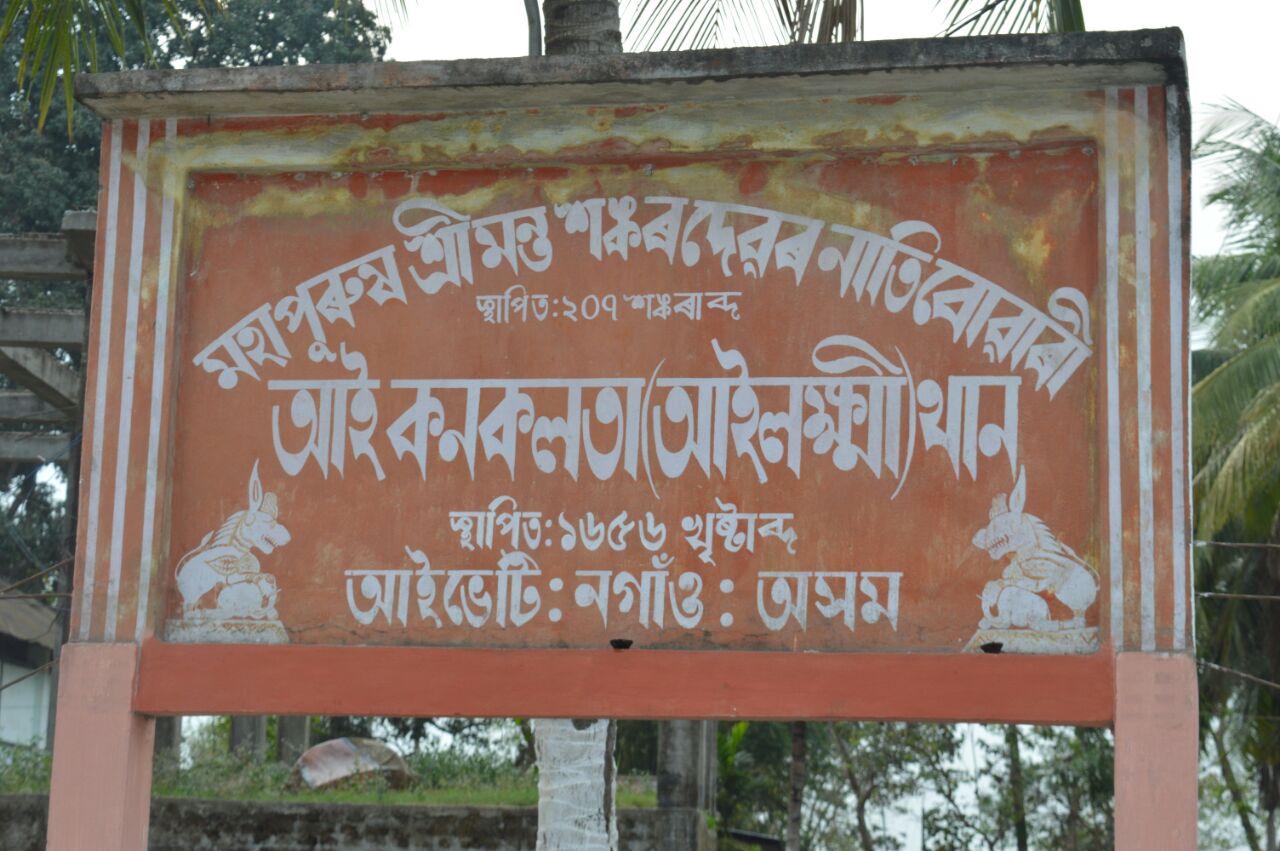 মহাপুৰুষ শ্ৰীমন্ত শঙ্কৰদেৱৰ নাতিবোৱাৰী
স্থাপিত:২০৭ শঙ্কৰাব্দ
আই কনকলতা(আইলক্ষ্মী)থান
স্থাপিত:১৬৫৬ খৃষ্টাব্দ
আইভেটি : নগাঁও : অসম